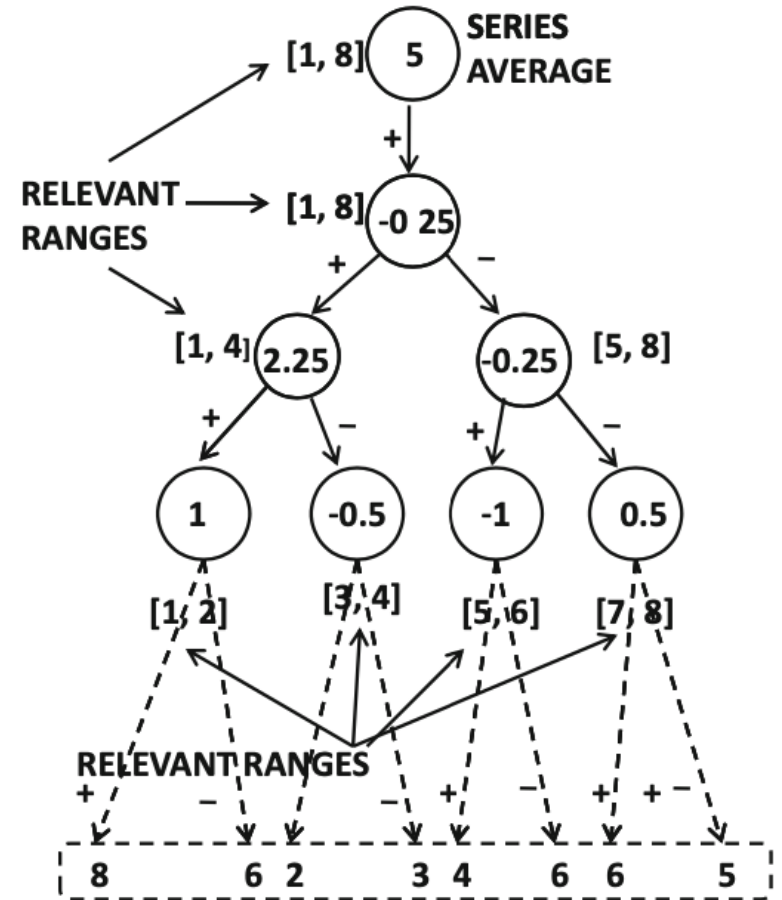 SERIES
[1, 8] 5 AVERAGE
+
RELEVANT
RANGES
[1, 8] -0 25
+ −
[1, 4] 2.25 -0.25 [5, 8]
+ − + −
1 -0.5 -1 0.5
[1, 2] [3, 4] [5, 6] [7, 8]
RELEVANT RANGES
+ − − + − + + −
8 6 2 3 4 6 6 5